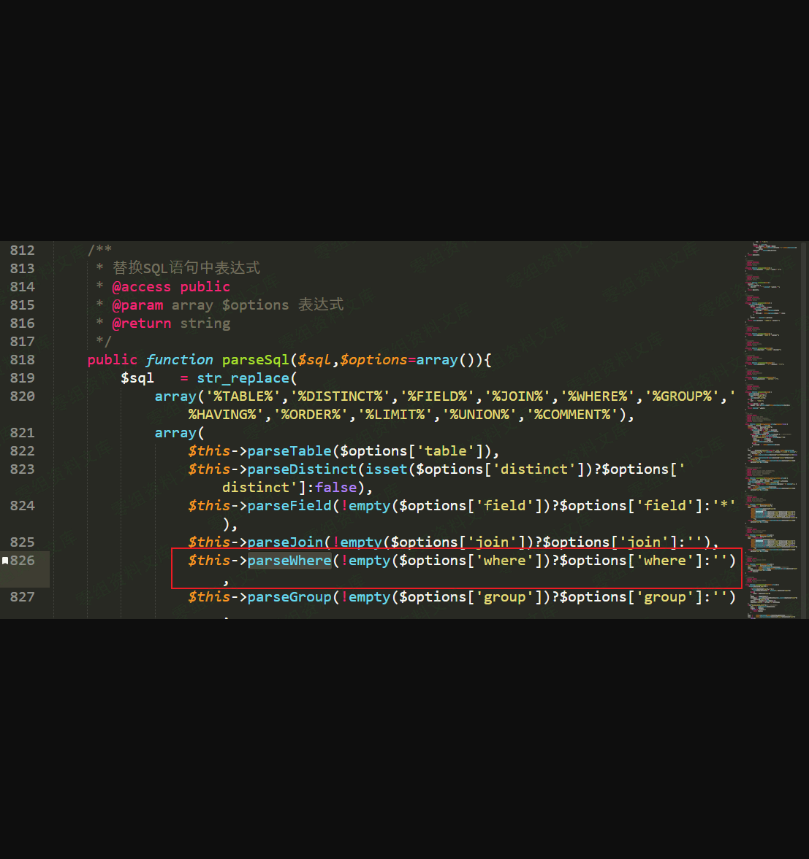 812 /**
813 * 替换SQL语句中表达式
814 * @access public
815 * @param array $options 表达式
816 * @return string
817 */
818 public function parseSql($sql,$options=array()){
819 $sql = str_replace(
820 array('%TABLE%','%DISTINCT%','%FIELD%','%JOIN%','%WHERE%','%GROUP%','
%HAVING%','%ORDER%','%LIMIT%','%UNION%','%COMMENT%'),
821 array(
822 $this->parseTable($options['table']),
823 $this->parseDistinct(isset($options['distinct'])?$options['
distinct']:false),
824 $this->parseField(!empty($options['field'])?$options['field']:'*'
),
825 $this->parseJoin(!empty($options['join'])?$options['join']:''),
826 $this->parseWhere(!empty($options['where'])?$options['where']:'')
,
827 $this->parseGroup(!empty($options['group'])?$options['group']:'')